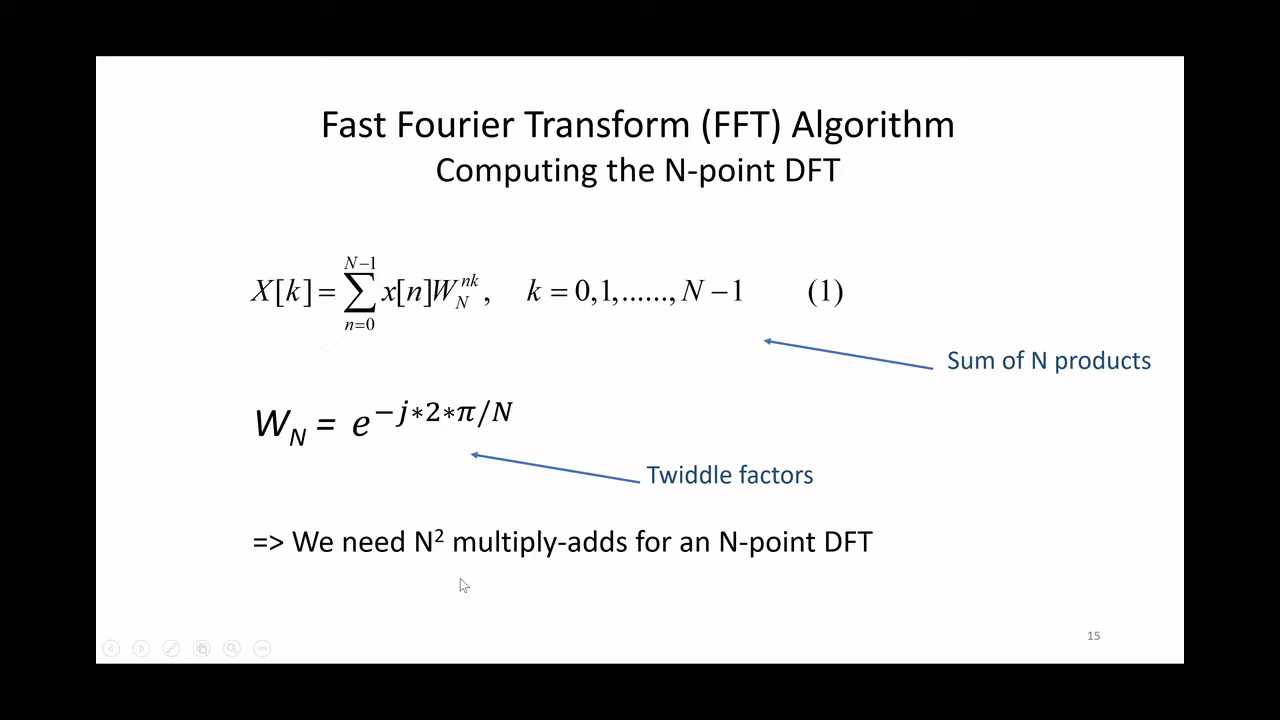 Fast Fourier Transform (FFT) Algorithm
Computing the N-point DFT
X[k] = \sum_{n=0}^{N-1} x[n]W_N^{nk}, k = 0,1,......, N −1 (1)
Sum of N products
W_N = e^{−j∗2∗π/N}
Twiddle factors
=> We need N² multiply-adds for an N-point DFT
15